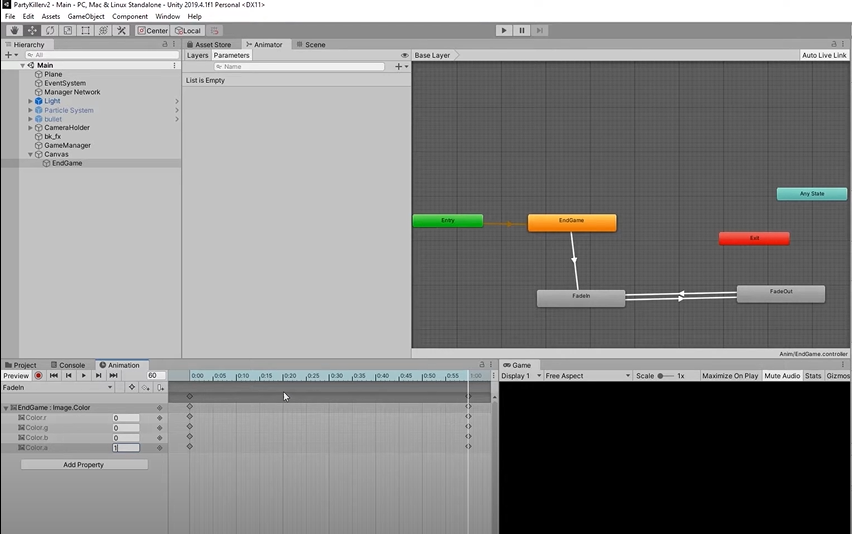 PartyKillerv2 - Main - PC, Mac & Linux Standalone - Unity 2019.4.1f1 Personal <DX11>
File Edit Assets GameObject Component Window Help
Center Local
Hierarchy
All
Main
Plane
EventSystem
Manager Network
Light
Particle System
bullet
CameraHolder
bk_fx
GameManager
Canvas
EndGame
Asset Store Animator Scene
Layers Parameters
Name
List is Empty
Base Layer
Auto Live Link
Any State
Entry
EndGame
Exit
FadeIn
FadeOut
Anim/EndGame.controller
Project Console Animation
Preview 60
0:00 0:05 0:10 0:15 0:20 0:25 0:30 0:35 0:40 0:45 0:50 0:55 1:00
FadeIn
EndGame : Image.Color
Color.r 0
Color.g 0
Color.b 0
Color.a 1
Add Property
Game
Display 1 Free Aspect Scale 1x Maximize On Play Mute Audio Stats Gizmos